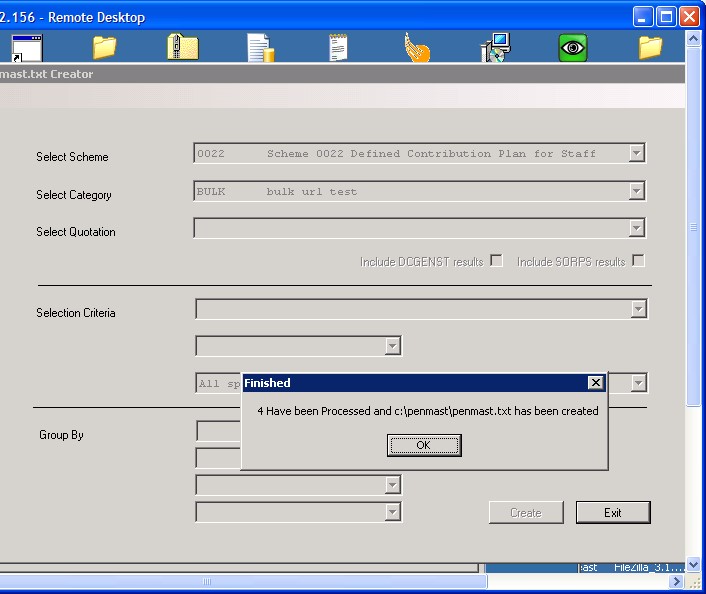 2.156 - Remote Desktop
mast.txt Creator
Select Scheme
0022 Scheme 0022 Defined Contribution Plan for Staff
Select Category
BULK bulk url test
Select Quotation
Include DCGENST results Include SORPS results
Selection Criteria
All sp
Finished
4 Have been Processed and c:\penmast\penmast.txt has been created
OK
Group By
Create
Exit
FileZilla_3.1....